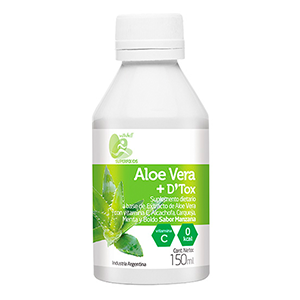 Aloe Vera
+ D'Tox
Suplemento dietario
a base de Extracto de Aloe Vera
con vitamina C, Alcachofa, Carqueja,
Menta y Boldo Sabor Manzana
vitamina
C
0
kcal
Cont. Neto:
150ml
Industria Argentina